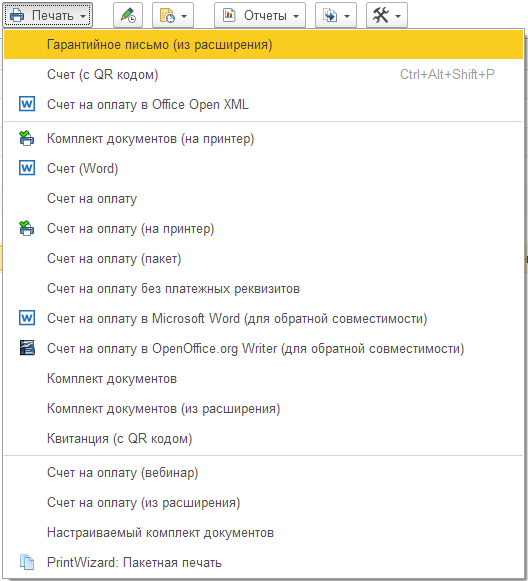 Печать
Отчеты
Гарантийное письмо (из расширения)
Счет (с QR кодом) Ctrl+Alt+Shift+P
Счет на оплату в Office Open XML
Комплект документов (на принтер)
Счет (Word)
Счет на оплату
Счет на оплату (на принтер)
Счет на оплату (пакет)
Счет на оплату без платежных реквизитов
Счет на оплату в Microsoft Word (для обратной совместимости)
Счет на оплату в OpenOffice.org Writer (для обратной совместимости)
Комплект документов
Комплект документов (из расширения)
Квитанция (с QR кодом)
Счет на оплату (вебинар)
Счет на оплату (из расширения)
Настраиваемый комплект документов
PrintWizard: Пакетная печать